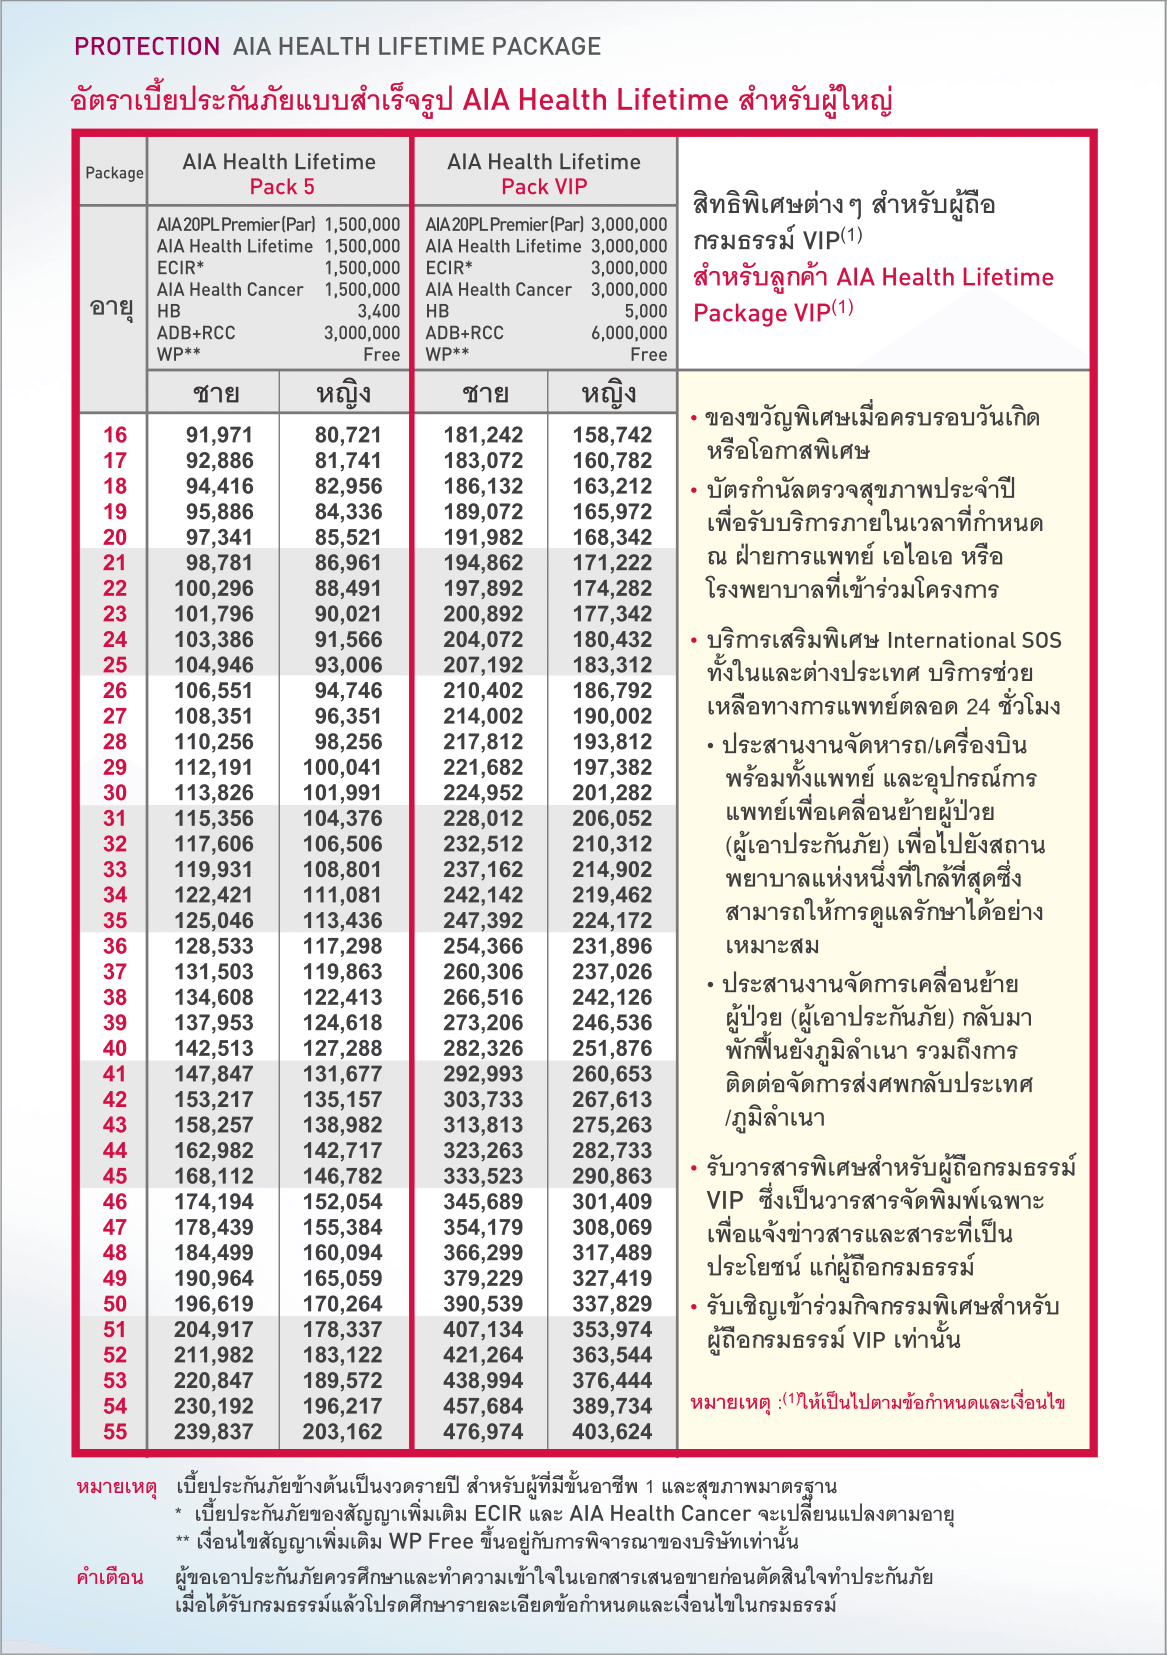 PROTECTION AIA HEALTH LIFETIME PACKAGE
อัตราเบี้ยประกันภัยแบบสำเร็จรูป AIA Health Lifetime สำหรับผู้ใหญ่
Package
AIA Health Lifetime
Pack 5
AIA Health Lifetime
Pack VIP
อายุ
AIA20PL Premier (Par) 1,500,000
AIA Health Lifetime 1,500,000
ECIR* 1,500,000
AIA Health Cancer 1,500,000
HB 3,400
ADB+RCC 3,000,000
WP** Free
AIA20PL Premier (Par) 3,000,000
AIA Health Lifetime 3,000,000
ECIR* 3,000,000
AIA Health Cancer 3,000,000
HB 5,000
ADB+RCC 6,000,000
WP** Free
ชาย หญิง ชาย หญิง
16 91,971 80,721 181,242 158,742
17 92,886 81,741 183,072 160,782
18 94,416 82,956 186,132 163,212
19 95,886 84,336 189,072 165,972
20 97,341 85,521 191,982 168,342
21 98,781 86,961 194,862 171,222
22 100,296 88,491 197,892 174,282
23 101,796 90,021 200,892 177,342
24 103,386 91,566 204,072 180,432
25 104,946 93,006 207,192 183,312
26 106,551 94,746 210,402 186,792
27 108,351 96,351 214,002 190,002
28 110,256 98,256 217,812 193,812
29 112,191 100,041 221,682 197,382
30 113,826 101,991 224,952 201,282
31 115,356 104,376 228,012 206,052
32 117,606 106,506 232,512 210,312
33 119,931 108,801 237,162 214,902
34 122,421 111,081 242,142 219,462
35 125,046 113,436 247,392 224,172
36 128,533 117,298 254,366 231,896
37 131,503 119,863 260,306 237,026
38 134,608 122,413 266,516 242,126
39 137,953 124,618 273,206 246,536
40 142,513 127,288 282,326 251,876
41 147,847 131,677 292,993 260,653
42 153,217 135,157 303,733 267,613
43 158,257 138,982 313,813 275,263
44 162,982 142,717 323,263 282,733
45 168,112 146,782 333,523 290,863
46 174,194 152,054 345,689 301,409
47 178,439 155,384 354,179 308,069
48 184,499 160,094 366,299 317,489
49 190,964 165,059 379,229 327,419
50 196,619 170,264 390,539 337,829
51 204,917 178,337 407,134 353,974
52 211,982 183,122 421,264 363,544
53 220,847 189,572 438,994 376,444
54 230,192 196,217 457,684 389,734
55 239,837 203,162 476,974 403,624
สิทธิพิเศษต่างๆ สำหรับผู้ถือ
กรมธรรม์ VIP(1)
สำหรับลูกค้า AIA Health Lifetime
Package VIP(1)
• ของขวัญพิเศษเมื่อครบรอบวันเกิด
หรือโอกาสพิเศษ
• บัตรกำนัลตรวจสุขภาพประจำปี
เพื่อรับบริการภายในเวลาที่กำหนด
ณ ฝ่ายการแพทย์ เอไอเอ หรือ
โรงพยาบาลที่เข้าร่วมโครงการ
• บริการเสริมพิเศษ International SOS
ทั้งในและต่างประเทศ บริการช่วย
เหลือทางการแพทย์ตลอด 24 ชั่วโมง
• ประสานงานจัดหารถ/เครื่องบิน
พร้อมทั้งแพทย์ และอุปกรณ์การ
แพทย์เพื่อเคลื่อนย้ายผู้ป่วย
(ผู้เอาประกันภัย) เพื่อไปยังสถาน
พยาบาลแห่งหนึ่งที่ใกล้ที่สุดซึ่ง
สามารถให้การดูแลรักษาได้อย่าง
เหมาะสม
• ประสานงานจัดการเคลื่อนย้าย
ผู้ป่วย (ผู้เอาประกันภัย) กลับมา
พักฟื้นยังภูมิลำเนา รวมถึงการ
ติดต่อจัดการส่งศพกลับประเทศ
/ภูมิลำเนา
• รับวารสารพิเศษสำหรับผู้ถือกรมธรรม์
VIP ซึ่งเป็นวารสารจัดพิมพ์เฉพาะ
เพื่อแจ้งข่าวสารและสาระที่เป็น
ประโยชน์ แก่ผู้ถือกรมธรรม์
• รับเชิญเข้าร่วมกิจกรรมพิเศษสำหรับ
ผู้ถือกรมธรรม์ VIP เท่านั้น
หมายเหตุ :(1)ให้เป็นไปตามข้อกำหนดและเงื่อนไข
หมายเหตุ เบี้ยประกันภัยข้างต้นเป็นงวดรายปี สำหรับผู้ที่มีขั้นอาชีพ 1 และสุขภาพมาตรฐาน
* เบี้ยประกันภัยของสัญญาเพิ่มเติม ECIR และ AIA Health Cancer จะเปลี่ยนแปลงตามอายุ
** เงื่อนไขสัญญาเพิ่มเติม WP Free ขึ้นอยู่กับการพิจารณาของบริษัทเท่านั้น
คำเตือน ผู้ขอเอาประกันภัยควรศึกษาและทำความเข้าใจในเอกสารเสนอขายก่อนตัดสินใจทำประกันภัย
เมื่อได้รับกรมธรรม์แล้วโปรดศึกษารายละเอียดข้อกำหนดและเงื่อนไขในกรมธรรม์